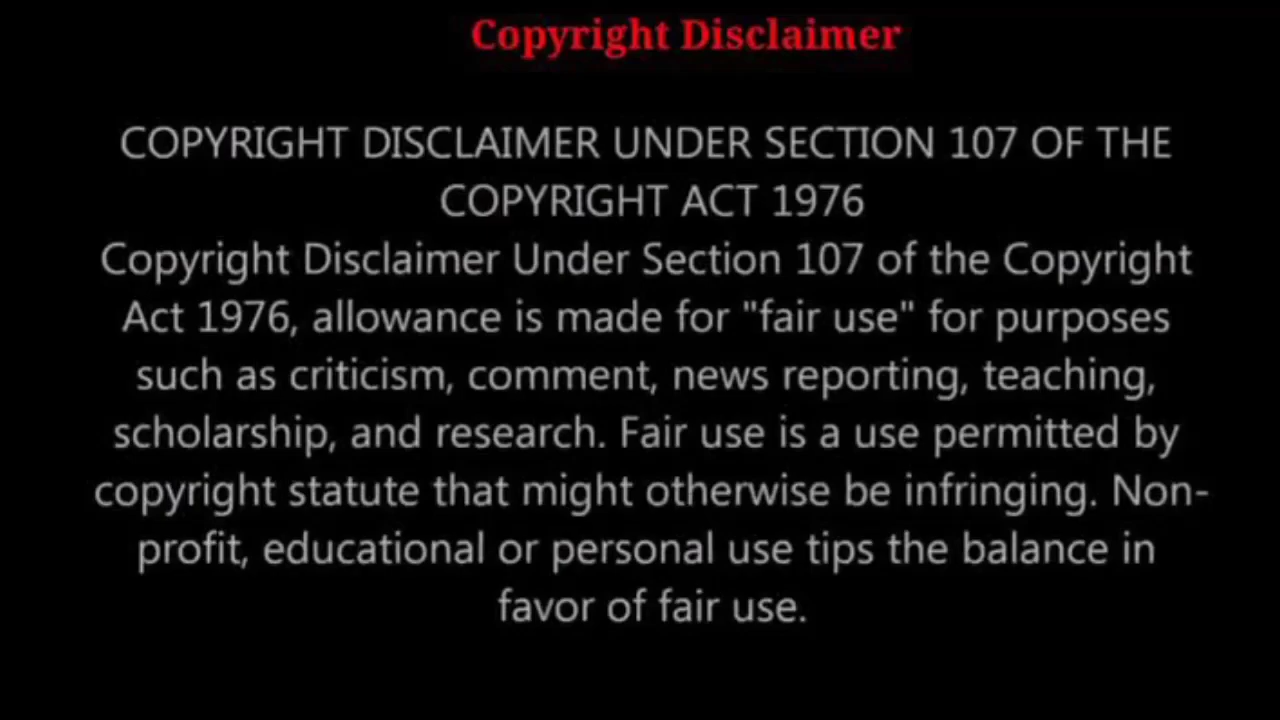 Copyright Disclaimer
COPYRIGHT DISCLAIMER UNDER SECTION 107 OF THE
COPYRIGHT ACT 1976
Copyright Disclaimer Under Section 107 of the Copyright
Act 1976, allowance is made for "fair use" for purposes
such as criticism, comment, news reporting, teaching,
scholarship, and research. Fair use is a use permitted by
copyright statute that might otherwise be infringing. Non-
profit, educational or personal use tips the balance in
favor of fair use.